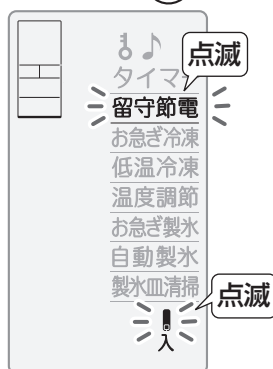 点滅
タイマー
留守節電
お急ぎ冷凍
低温冷凍
温度調節
お急ぎ製氷
自動製氷
製氷皿清掃
点滅
入